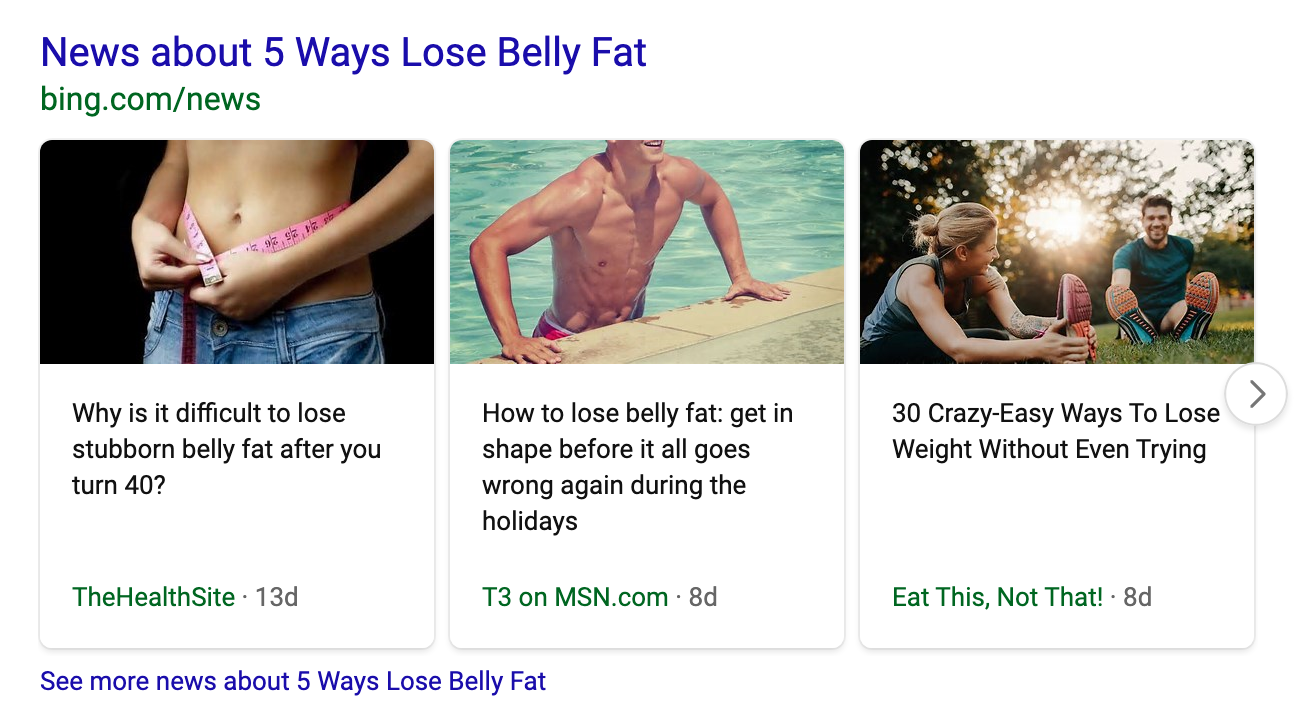 News about 5 Ways Lose Belly Fat
bing.com/news
Why is it difficult to lose
stubborn belly fat after you
turn 40?
TheHealthSite · 13d
How to lose belly fat: get in
shape before it all goes
wrong again during the
holidays
T3 on MSN.com · 8d
30 Crazy-Easy Ways To Lose
Weight Without Even Trying
Eat This, Not That! · 8d
See more news about 5 Ways Lose Belly Fat